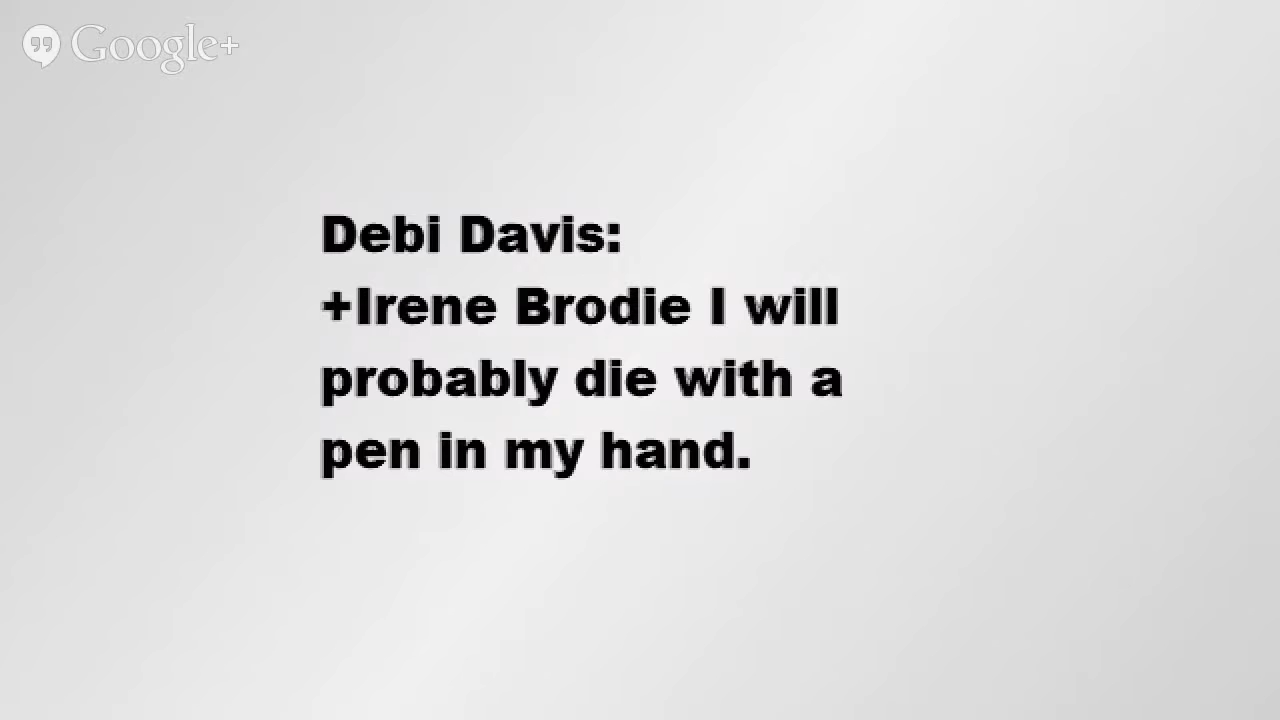 Google+
Debi Davis:
+Irene Brodie I will
probably die with a
pen in my hand.